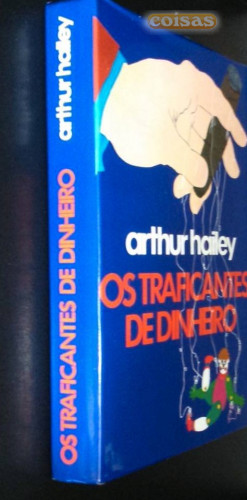 coisas
arthur hailey
OS TRAFICANTES DE DINHEIRO
arthur hailey
OS TRAFICANTES
DE DINHEIRO